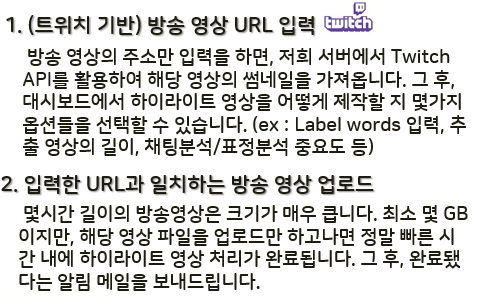 1. (트위치 기반) 방송 영상 URL 입력 twitch
방송 영상의 주소만 입력을 하면, 저희 서버에서 Twitch
API를 활용하여 해당 영상의 썸네일을 가져옵니다. 그 후,
대시보드에서 하이라이트 영상을 어떻게 제작할 지 몇가지
옵션들을 선택할 수 있습니다. (ex : Label words 입력, 추
출 영상의 길이, 채팅분석/표정분석 중요도 등)
2. 입력한 URL과 일치하는 방송 영상 업로드
몇시간 길이의 방송영상은 크기가 매우 큽니다. 최소 몇 GB
이지만, 해당 영상 파일을 업로드만 하고나면 정말 빠른 시
간 내에 하이라이트 영상 처리가 완료됩니다. 그 후, 완료됐
다는 알림 메일을 보내드립니다.